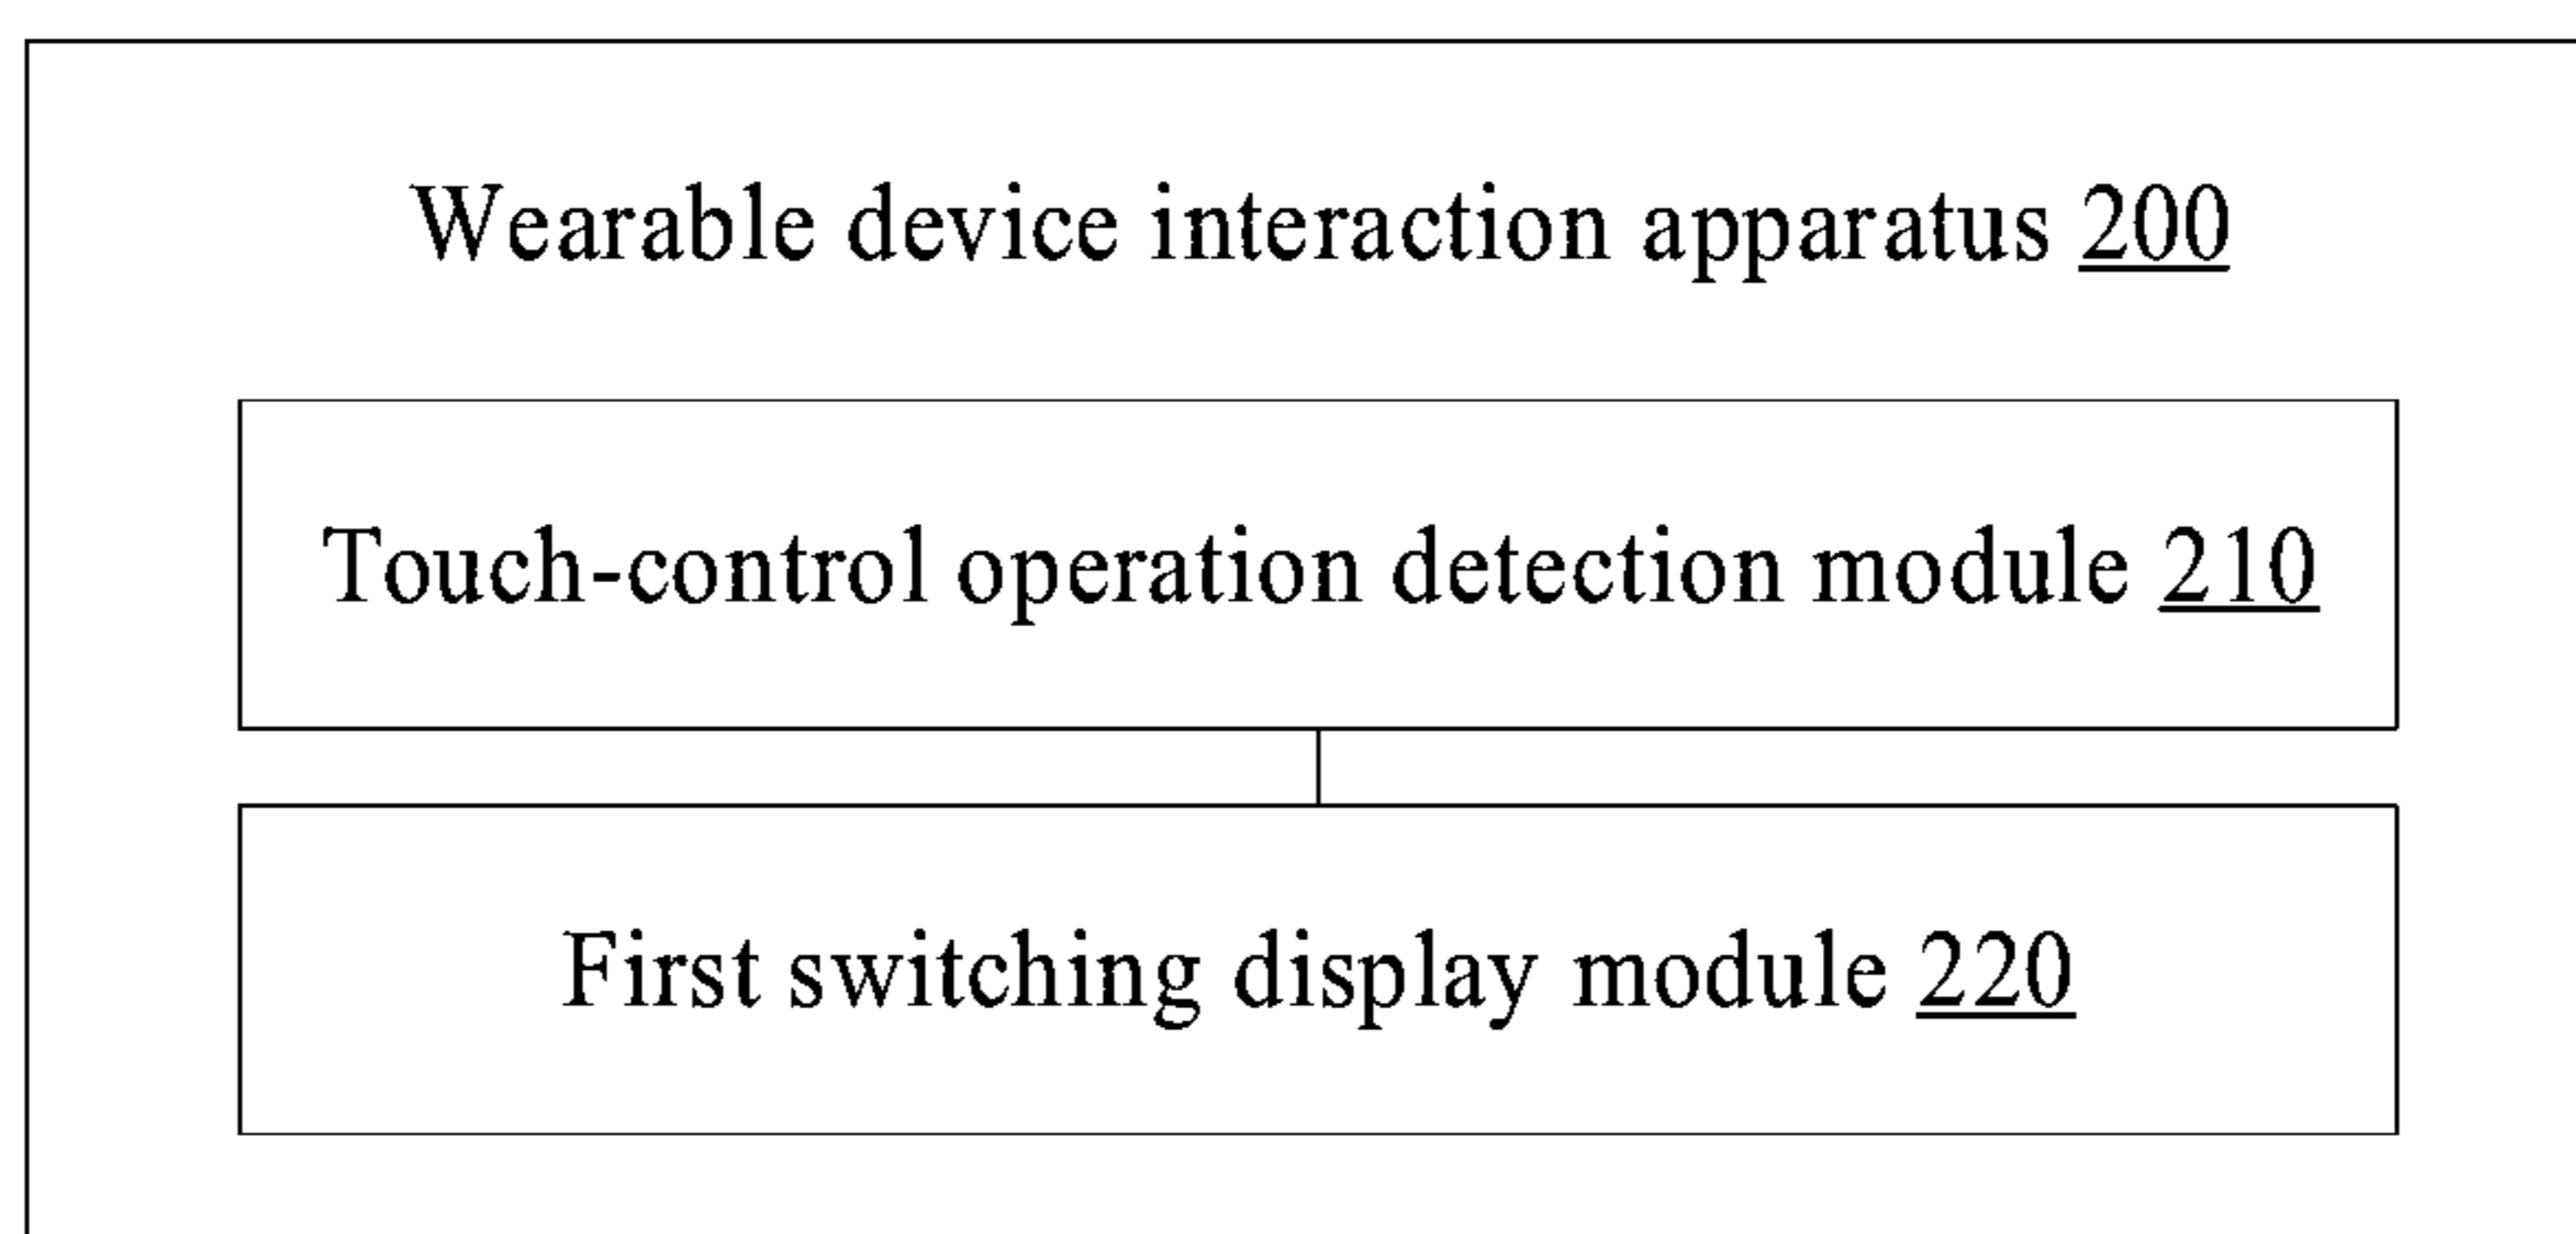 Wearable device interaction apparatus 200
Touch-control operation detection module 210
First switching display module 220